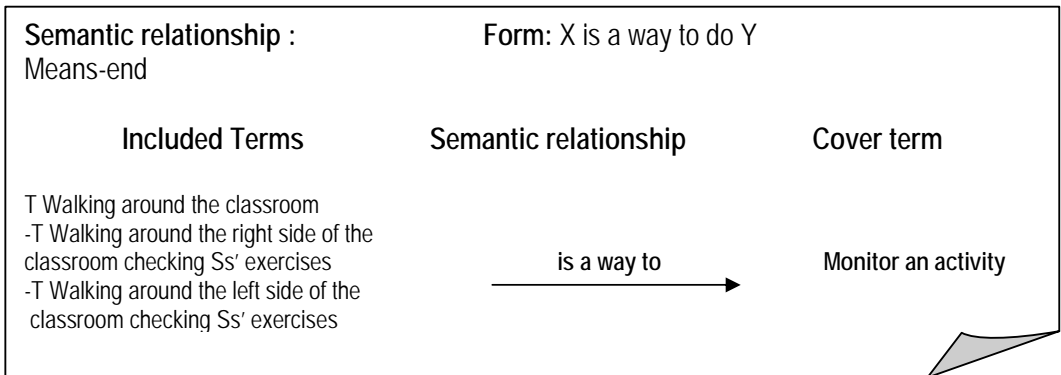 Semantic relationship : Form: X is a way to do Y
Means-end
Included Terms Semantic relationship Cover term
T Walking around the classroom
-T Walking around the right side of the
classroom checking Ss’ exercises
is a way to Monitor an activity
-T Walking around the left side of the
classroom checking Ss’ exercises